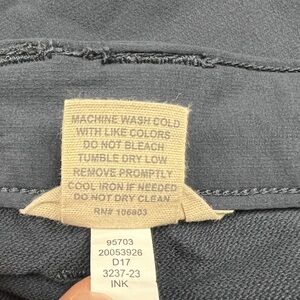 MACHINE WASH COLD
WITH LIKE COLORS
DO NOT BLEACH
TUMBLE DRY LOW
REMOVE PROMPTLY
COOL IRON IF NEEDED
DO NOT DRY CLEAN
RN# 106803
95703
20053926
D17
3237-23
INK